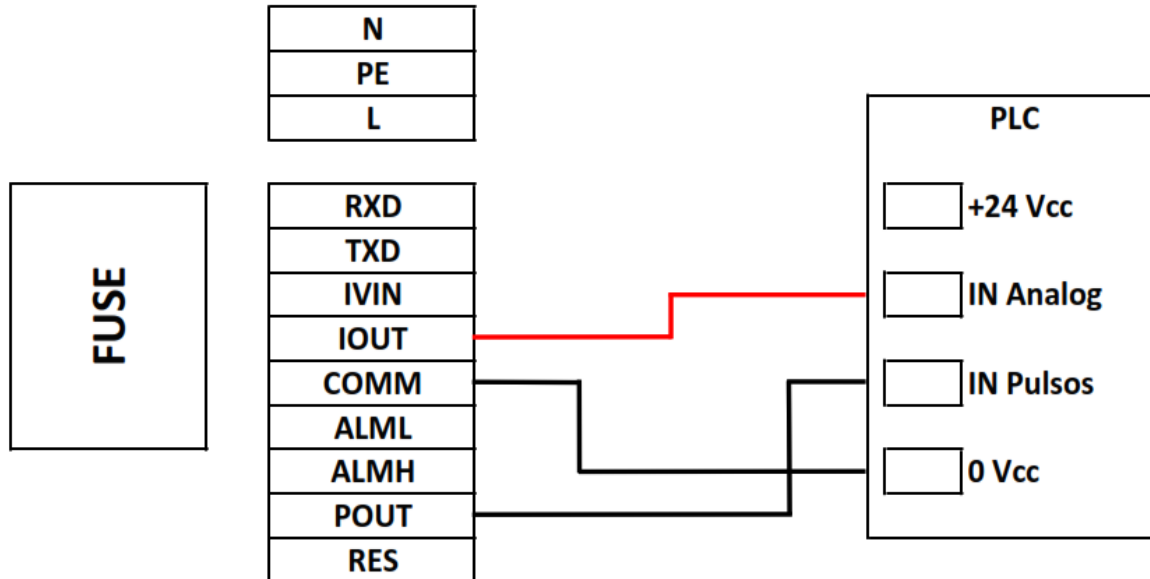 N
PE
L
PLC
FUSE
RXD
TXD
IVIN
IOUT
COMM
ALML
ALMH
POUT
RES
+24 Vcc
IN Analog
IN Pulsos
0 Vcc